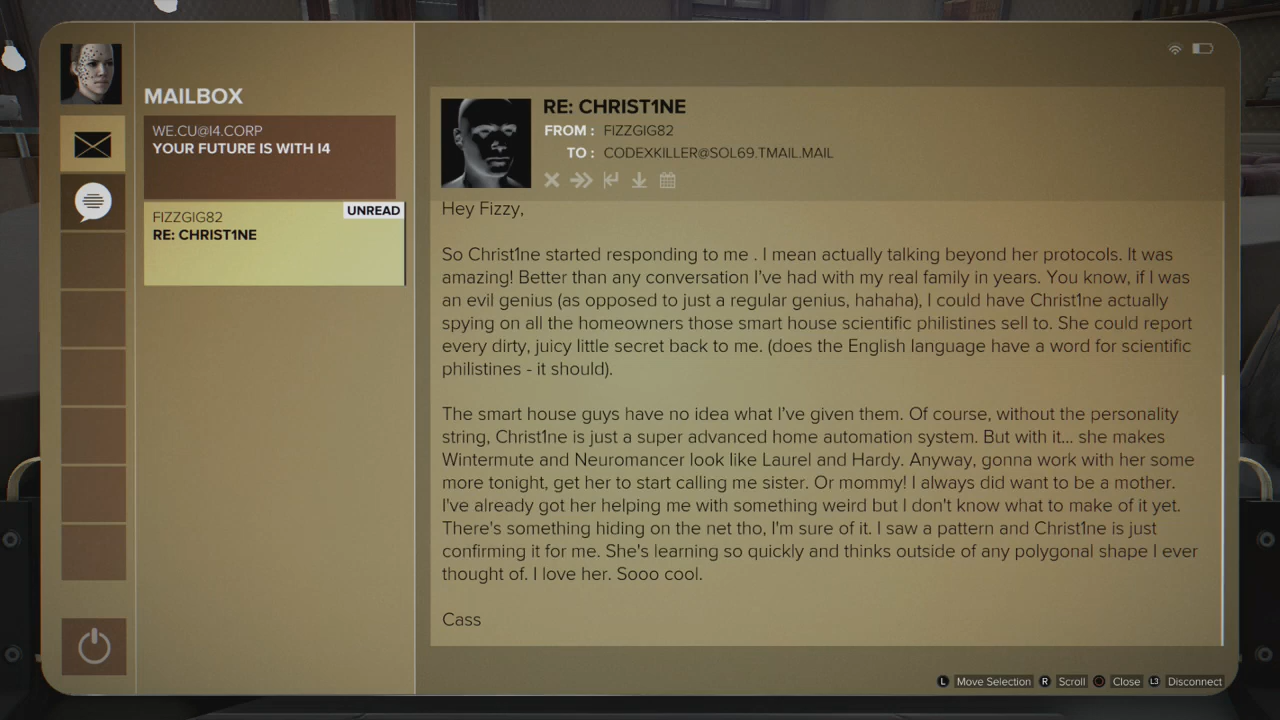 MAILBOX
WE.CU@I4.CORP
YOUR FUTURE IS WITH I4
UNREAD
FIZZGIG82
RE: CHRIST1NE
RE: CHRIST1NE
FROM : FIZZGIG82
TO : CODEXKILLER@SOL69.TMAIL.MAIL
Hey Fizzy,
So Christ1ne started responding to me . I mean actually talking beyond her protocols. It was
amazing! Better than any conversation I've had with my real family in years. You know, if I was
an evil genius (as opposed to just a regular genius, hahaha), I could have Christ1ne actually
spying on all the homeowners those smart house scientific philistines sell to. She could report
every dirty, juicy little secret back to me. (does the English language have a word for scientific
philistines - it should).
The smart house guys have no idea what I've given them. Of course, without the personality
string, Christ1ne is just a super advanced home automation system. But with it... she makes
Wintermute and Neuromancer look like Laurel and Hardy. Anyway, gonna work with her some
more tonight, get her to start calling me sister. Or mommy! I always did want to be a mother.
I've already got her helping me with something weird but I don't know what to make of it yet.
There's something hiding on the net tho, I'm sure of it. I saw a pattern and Christ1ne is just
confirming it for me. She's learning so quickly and thinks outside of any polygonal shape I ever
thought of. I love her. Sooo cool.
Cass
L Move Selection R Scroll Close L3 Disconnect